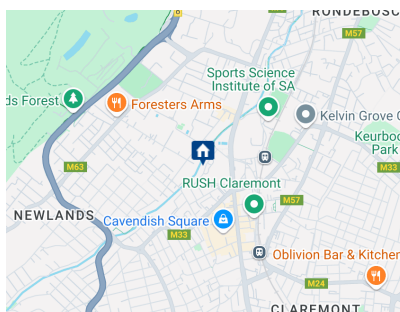 RONDEBOSC
M57
Sports Science
Institute of SA
ds Forest
Foresters Arms
Kelvin Grove C
Keurboo
Park
M63
M33
RUSH Claremont
M57
NEWLANDS
Cavendish Square
M33
Oblivion Bar & Kitchen
M24
CLAREMONT